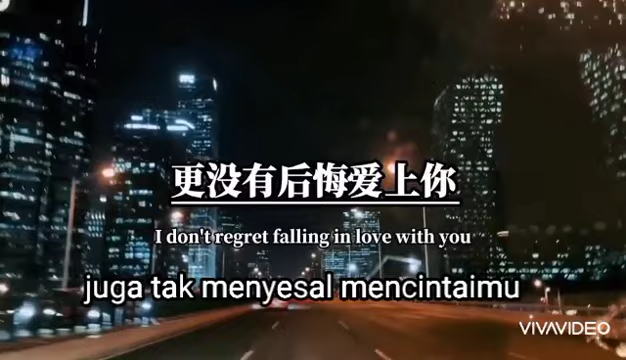 更没有后悔爱上你
I don't regret falling in love with you
juga tak menyesal mencintaimu
VIVAVIDEO